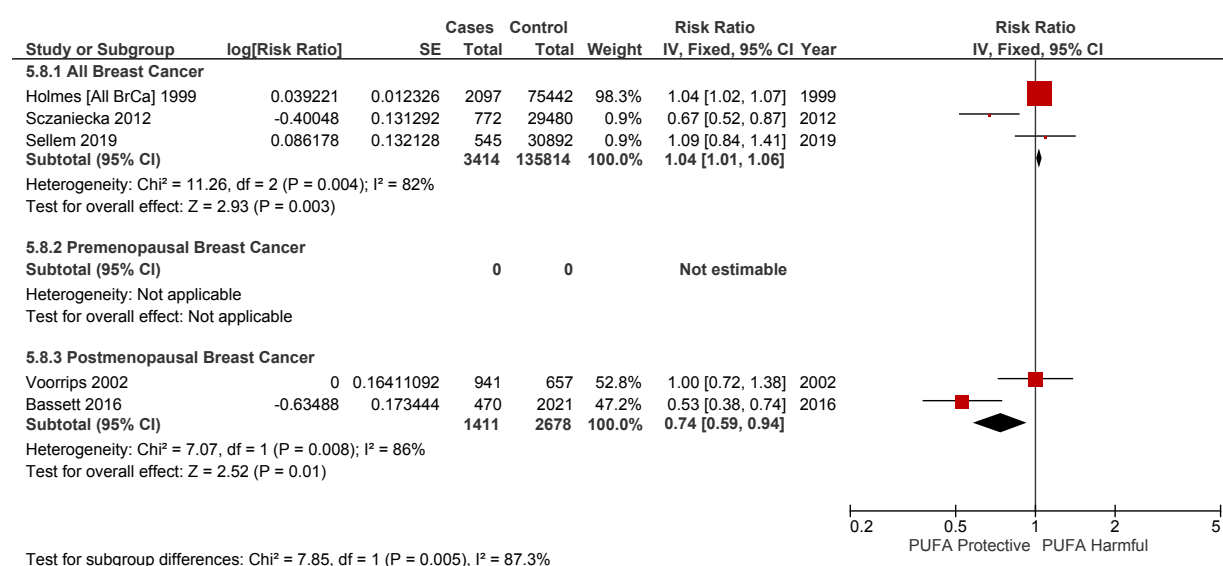 Cases Control Risk Ratio Risk Ratio
Study or Subgroup log[Risk Ratio] SE Total Total Weight IV, Fixed, 95% CI Year IV, Fixed, 95% CI
5.8.1 All Breast Cancer
Holmes [All BrCa] 1999 0.039221 0.012326 2097 75442 98.3% 1.04 [1.02, 1.07] 1999
Sczaniecka 2012 -0.40048 0.131292 772 29480 0.9% 0.67 [0.52, 0.87] 2012
Sellem 2019 0.086178 0.132128 545 30892 0.9% 1.09 [0.84, 1.41] 2019
Subtotal (95% CI) 3414 135814 100.0% 1.04 [1.01, 1.06]
Heterogeneity: Chi² = 11.26, df = 2 (P = 0.004); I² = 82%
Test for overall effect: Z = 2.93 (P = 0.003)
5.8.2 Premenopausal Breast Cancer
Subtotal (95% CI) 0 0 Not estimable
Heterogeneity: Not applicable
Test for overall effect: Not applicable
5.8.3 Postmenopausal Breast Cancer
Voorrips 2002 0 0.16411092 941 657 52.8% 1.00 [0.72, 1.38] 2002
Bassett 2016 -0.63488 0.173444 470 2021 47.2% 0.53 [0.38, 0.74] 2016
Subtotal (95% CI) 1411 2678 100.0% 0.74 [0.59, 0.94]
Heterogeneity: Chi² = 7.07, df = 1 (P = 0.008); I² = 86%
Test for overall effect: Z = 2.52 (P = 0.01)
0.2 0.5 1 2 5
PUFA Protective PUFA Harmful
Test for subgroup differences: Chi² = 7.85, df = 1 (P = 0.005), I² = 87.3%